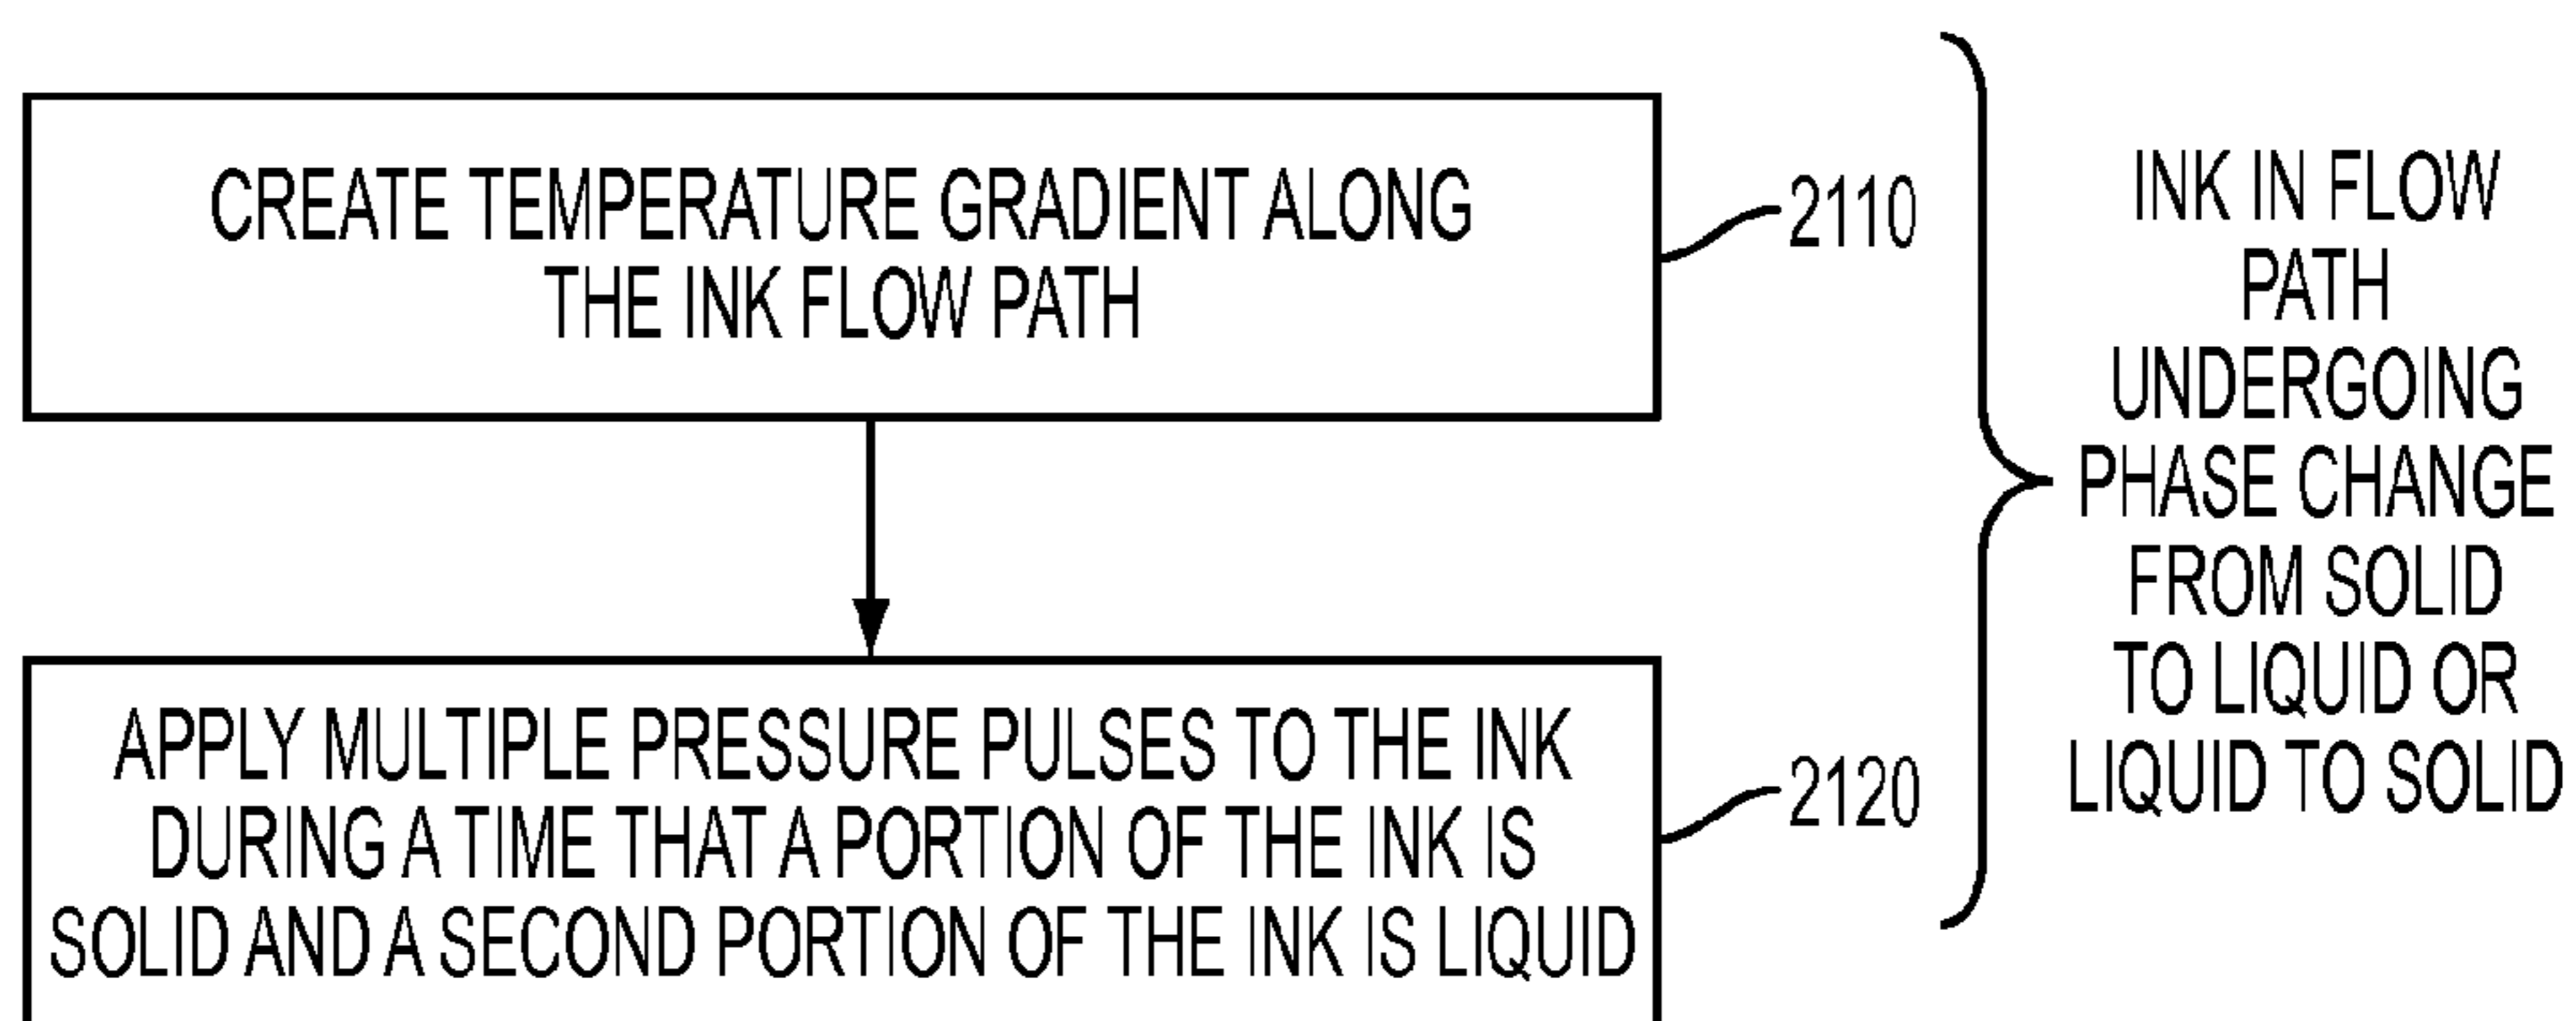 CREATE TEMPERATURE GRADIENT ALONG
THE INK FLOW PATH
2110
APPLY MULTIPLE PRESSURE PULSES TO THE INK
DURING A TIME THAT A PORTION OF THE INK IS
SOLID AND A SECOND PORTION OF THE INK IS LIQUID
2120
INK IN FLOW
PATH
UNDERGOING
PHASE CHANGE
FROM SOLID
TO LIQUID OR
LIQUID TO SOLID